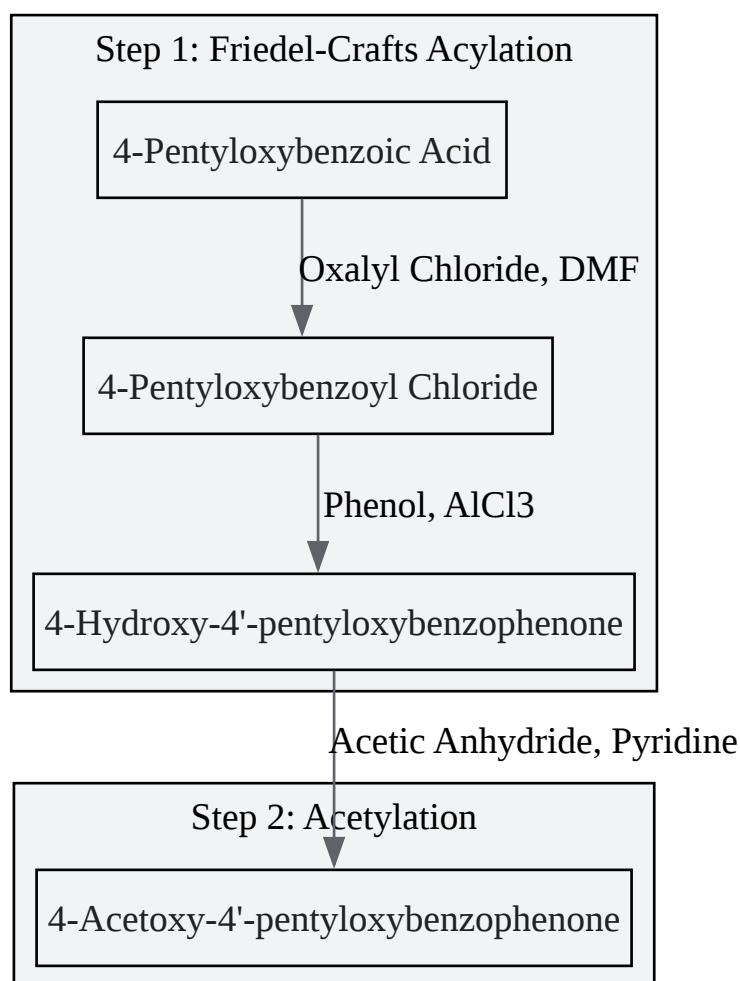 Step 1: Friedel-Crafts Acylation
4-Pentyloxybenzoic Acid
Oxalyl Chloride, DMF
4-Pentyloxybenzoyl Chloride
Phenol, AlCl3
4-Hydroxy-4'-pentyloxybenzophenone
Acetic Anhydride, Pyridine
Step 2: Acetylation
4-Acetoxy-4'-pentyloxybenzophenone